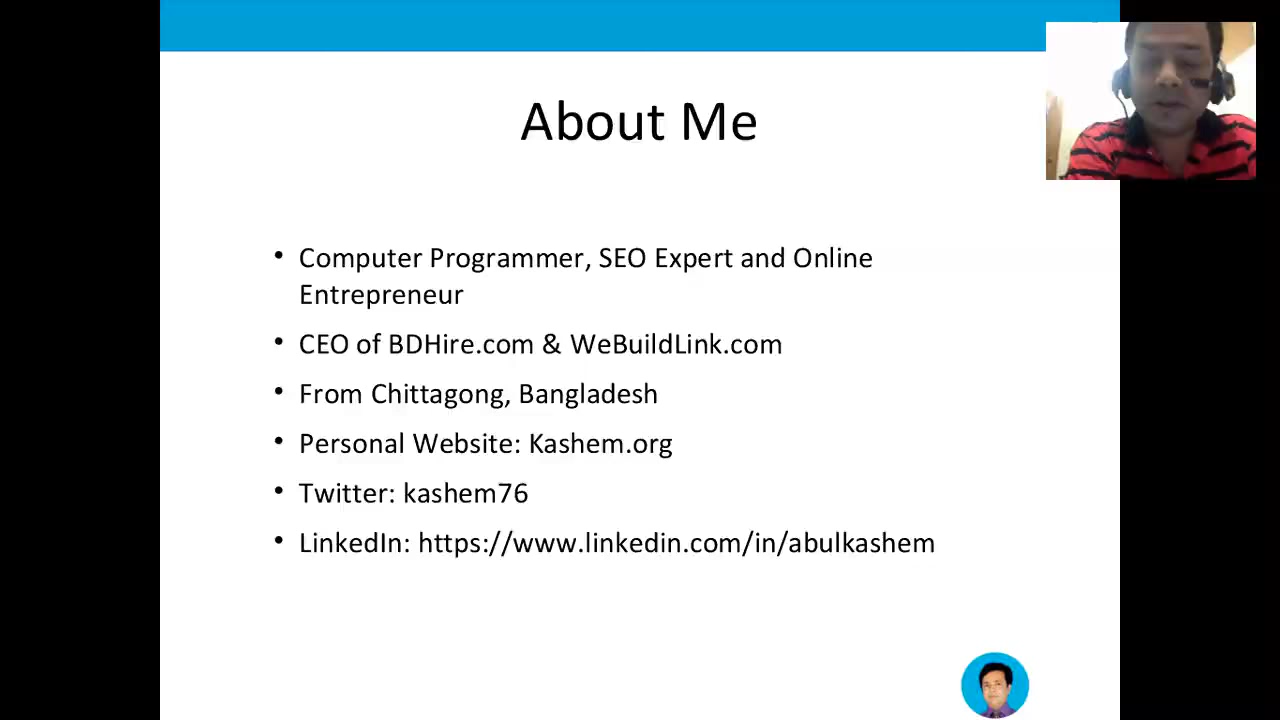 About Me
• Computer Programmer, SEO Expert and Online
Entrepreneur
• CEO of BDHire.com & WeBuildLink.com
• From Chittagong, Bangladesh
• Personal Website: Kashem.org
• Twitter: kashem76
• LinkedIn: https://www.linkedin.com/in/abulkashem